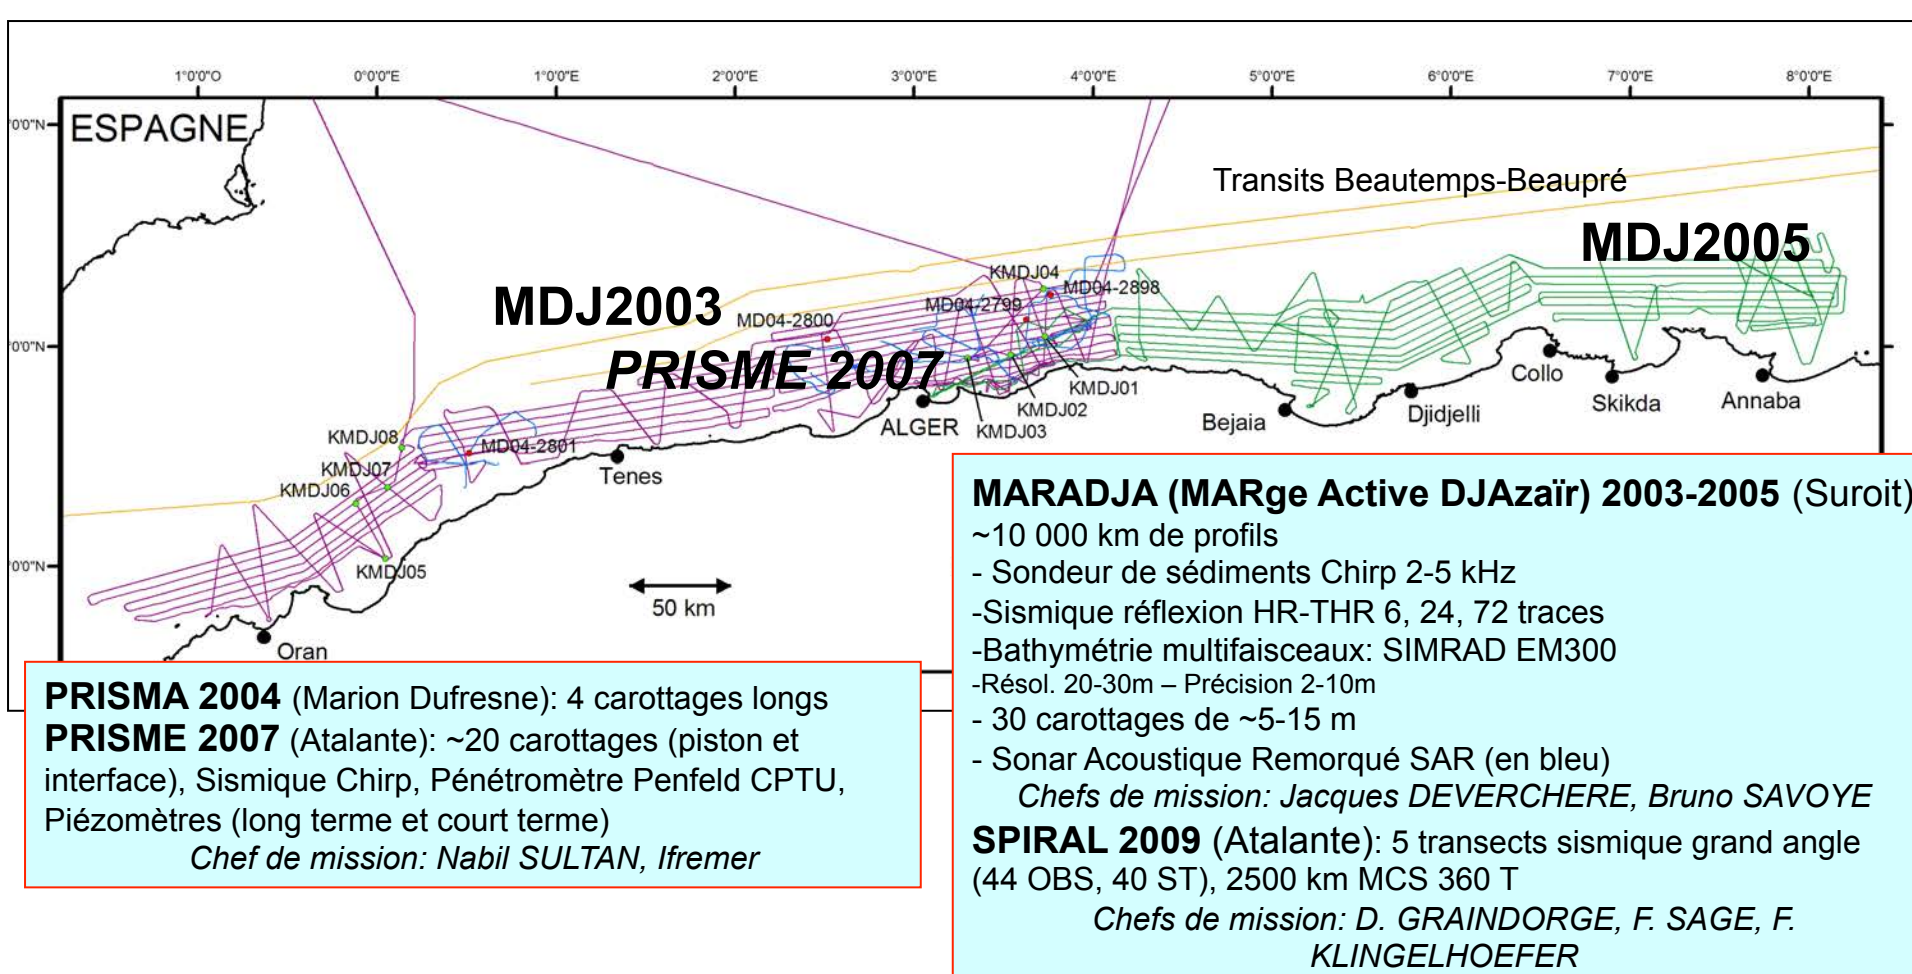 1°0'0"O 0°0'0"E 1°0'0"E 2°0'0"E 3°0'0"E 4°0'0"E 5°0'0"E 6°0'0"E 7°0'0"E 8°0'0"E
0'0"N
ESPAGNE
Transits Beautemps-Beaupré
MDJ2005
KMDJ04
MD04-2898
MDJ2003
MD04-2799
MD04-2800
0'0"N
PRISME 2007
Collo
KMDJ01
Skikda
Annaba
KMDJ02
Djidjelli
ALGER
KMDJ03
Bejaia
KMDJ08
MD04-2801
KMDJ07
Tenes
KMDJ06
0'0"N
KMDJ05
50 km
Oran
PRISMA 2004 (Marion Dufresne): 4 carottages longs
PRISME 2007 (Atalante): ~20 carottages (piston et
interface), Sismique Chirp, Pénétromètre Penfeld CPTU,
Piézomètres (long terme et court terme)
Chef de mission: Nabil SULTAN, Ifremer
MARADJA (MARge Active DJAzaïr) 2003-2005 (Suroit)
~10 000 km de profils
- Sondeur de sédiments Chirp 2-5 kHz
-Sismique réflexion HR-THR 6, 24, 72 traces
-Bathymétrie multifaisceaux: SIMRAD EM300
-Résol. 20-30m – Précision 2-10m
- 30 carottages de ~5-15 m
- Sonar Acoustique Remorqué SAR (en bleu)
Chefs de mission: Jacques DEVERCHERE, Bruno SAVOYE
SPIRAL 2009 (Atalante): 5 transects sismique grand angle
(44 OBS, 40 ST), 2500 km MCS 360 T
Chefs de mission: D. GRAINDORGE, F. SAGE, F.
KLINGELHOEFER